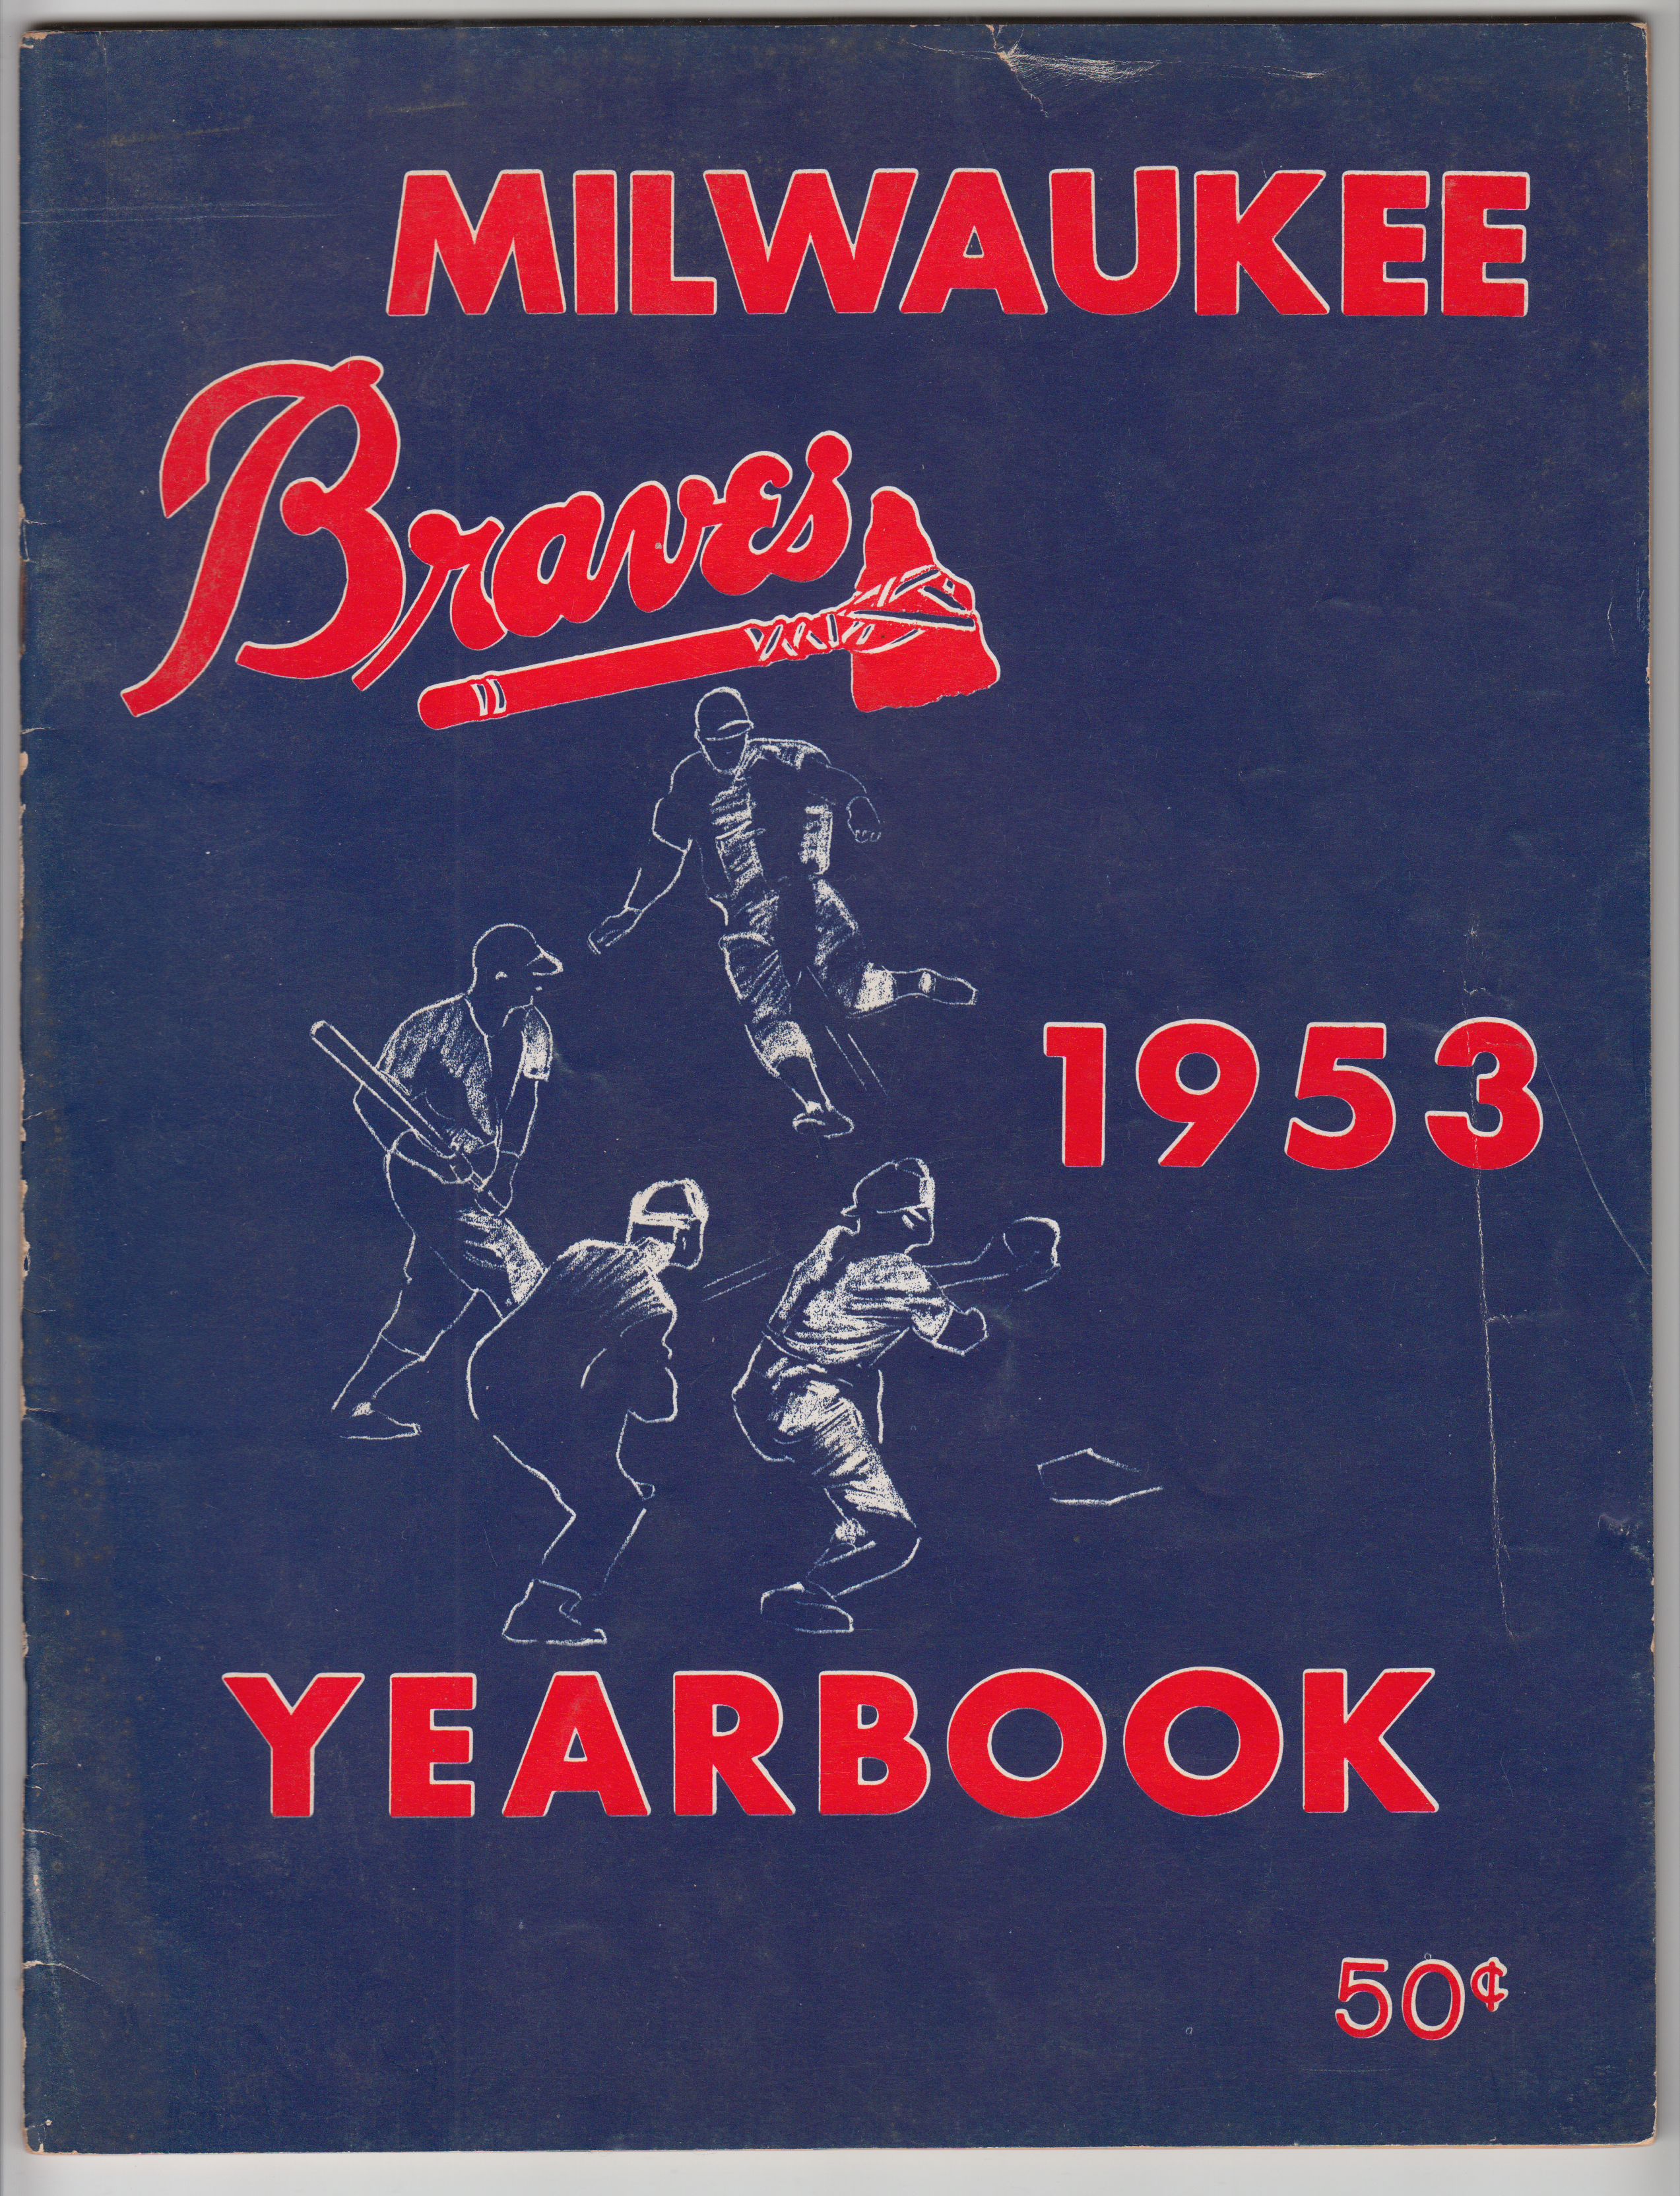 MILWAUKEE
Braves
1953
YEARBOOK
50¢